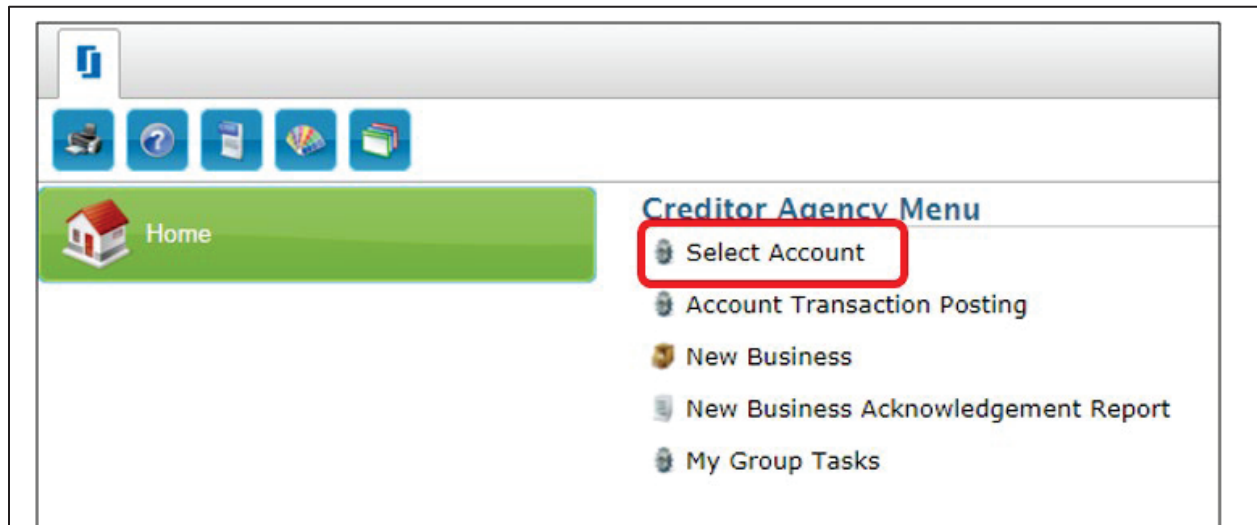 Home
Creditor Agency Menu
Select Account
Account Transaction Posting
New Business
New Business Acknowledgement Report
My Group Tasks